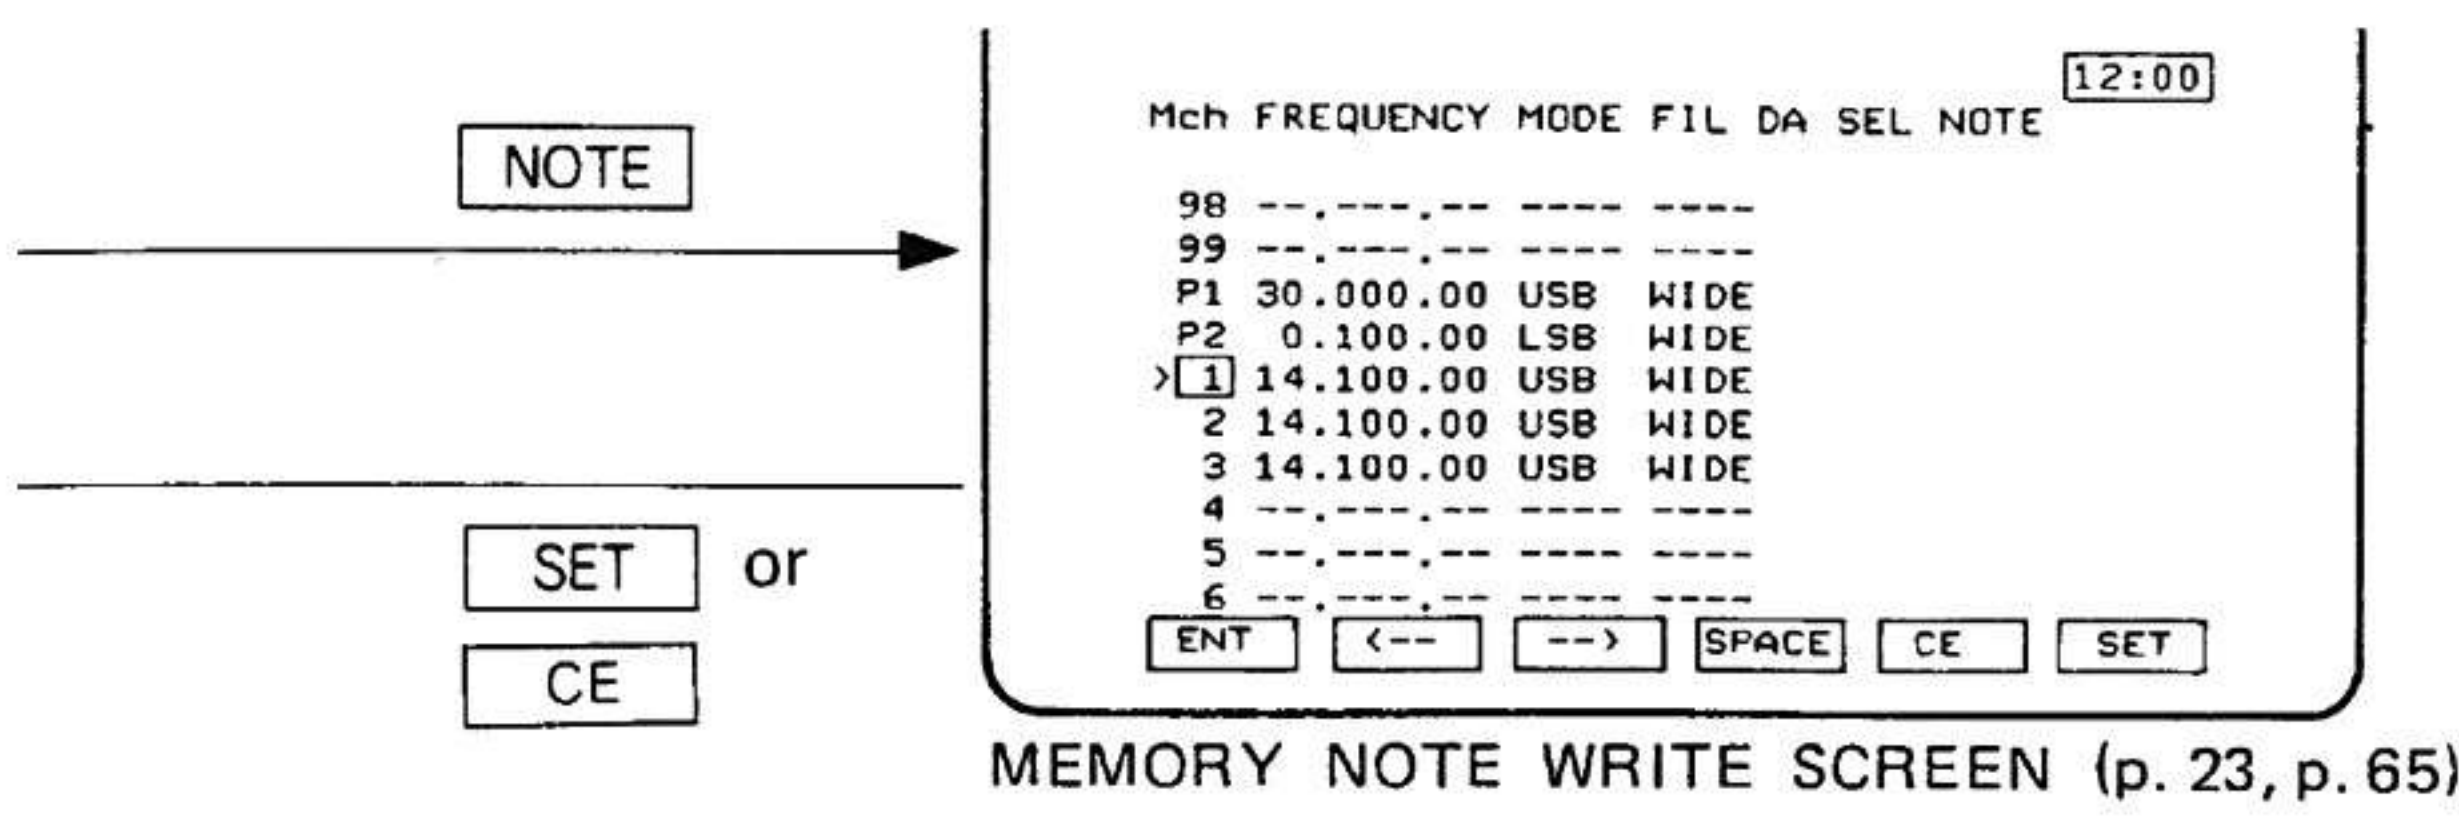 NOTE
SET or
CE
12:00
Mch FREQUENCY MODE FIL DA SEL NOTE
98 --.---.-- ---- ----
99 --.---.-- ---- ----
P1 30.000.00 USB WIDE
P2 0.100.00 LSB WIDE
>1 14.100.00 USB WIDE
2 14.100.00 USB WIDE
3 14.100.00 USB WIDE
4 --.---.-- ---- ----
5 --.---.-- ---- ----
6 --.---.-- ---- ----
ENT <-- --> SPACE CE SET
MEMORY NOTE WRITE SCREEN (p. 23, p. 65)